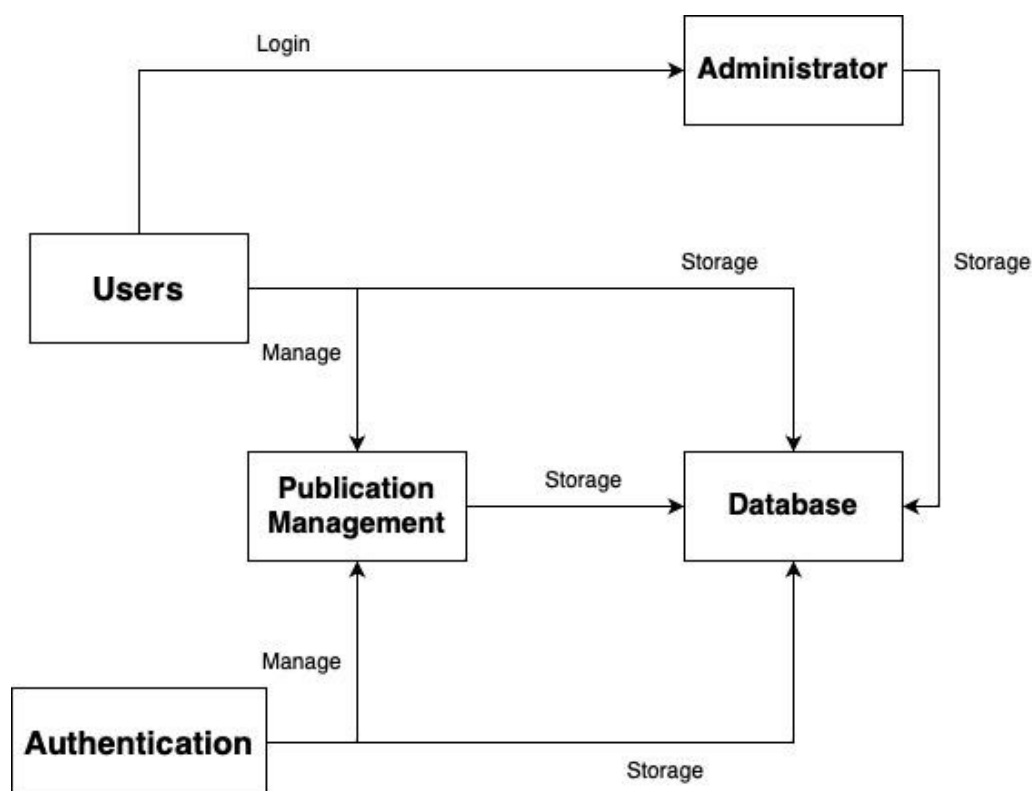 Login
Administrator
Users
Storage
Storage
Manage
Publication
Management
Storage
Database
Manage
Authentication
Storage